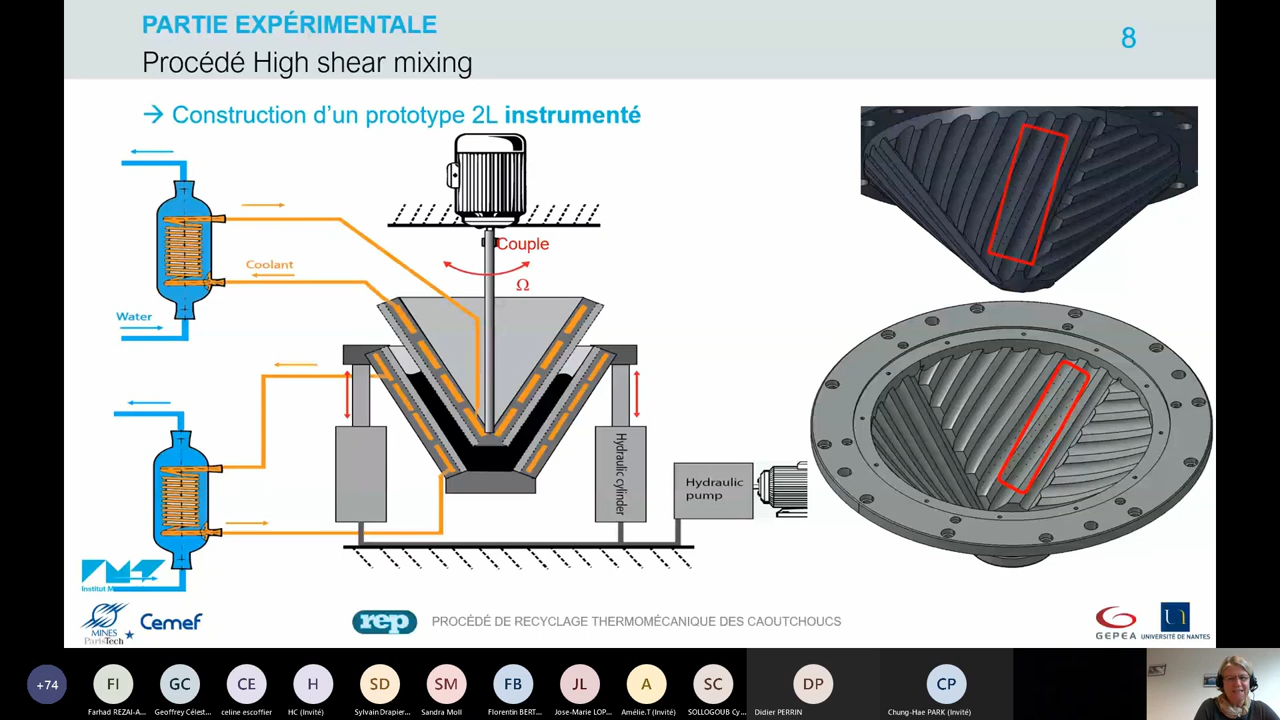 PARTIE EXPÉRIMENTALE
8
Procédé High shear mixing
→ Construction d'un prototype 2L instrumenté
Couple
Coolant
Ω
Water
Hydraulic cylinder
Hydraulic
pump
Institut M
MINES
ParisTech
Cemef
rep
PROCÉDÉ DE RECYCLAGE THERMOMÉCANIQUE DES CAOUTCHOUCS
GEPEA
UNIVERSITÉ DE NANTES
+74
FI
GC
CE
H
SD
SM
FB
JL
A
SC
DP
CP
Farhad REZAI-A...
Geoffrey Célest...
celine escoffier
HC (Invité)
Sylvain Drapier...
Sandra Moll
Florentin BERT...
Jose-Marie LOP...
Amélie.T (Invité)
SOLLOGOUB Cy...
Didier PERRIN
Chung-Hae PARK (Invité)